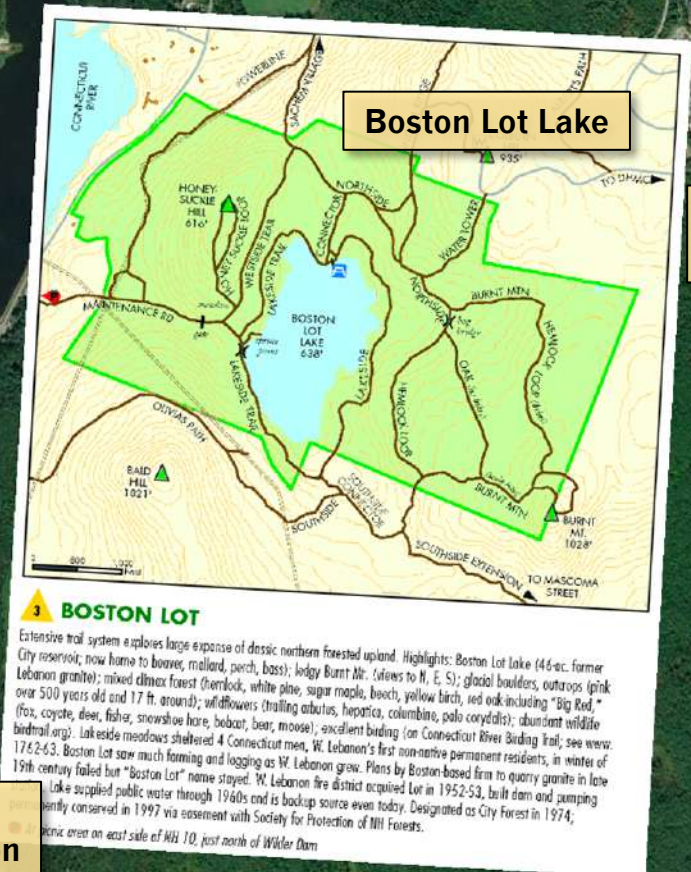 Boston Lot Lake
CONNECTICUT
RIVER
POWERLINE
SACHEM VILLAGE
935'
TO DHMC
HONEY
SUCKLE
HILL
616'
HONEY SUCKLE LOOP
WESTSIDE TRAIL
LAKESIDE TRAIL
CONNECTOR
NORTHSIDE
WATER TOWER
MAINTENANCE RD
gate
BOSTON
LOT
LAKE
638'
LAKESIDE
NORTHSIDE
BURNT MTN
HEMLOCK LOOP
OAK
HEMLOCK LOOP
LAKESIDE TRAIL
OLIVIAS PATH
BALD
HILL
1021'
SOUTHSIDE
SOUTHSIDE
CONNECTOR
BURNT MTN
BURNT
MT.
1028'
SOUTHSIDE EXTENSION
TO MASCOMA
STREET
3 BOSTON LOT
Extensive trail system explores large expanse of classic northern forested upland. Highlights: Boston Lot Lake (46-ac. former
City reservoir; now home to beaver, mallard, perch, bass); ledgy Burnt Mt. (views to N, E, S); glacial boulders, outcrops (pink
Lebanon granite); mixed climax forest (hemlock, white pine, sugar maple, beech, yellow birch, red oak-including "Big Red,"
over 500 years old and 17 ft. around); wildflowers (trailing arbutus, hepatica, columbine, pale corydalis); abundant wildlife
(fox, coyote, deer, fisher, snowshoe hare, bobcat, bear, moose); excellent birding (on Connecticut River Birding Trail; see www.
birdtrail.org). Lakeside meadows sheltered 4 Connecticut men, W. Lebanon's first non-native permanent residents, in winter of
1762-63. Boston Lot saw much farming and logging as W. Lebanon grew. Plans by Boston-based firm to quarry granite in late
19th century failed but "Boston Lot" name stayed. W. Lebanon fire district acquired Lot in 1952-53, built dam and pumping
Lake supplied public water through 1960s and is backup source even today. Designated as City Forest in 1974;
permanently conserved in 1997 via easement with Society for Protection of NH Forests.
At picnic area on east side of NH 10, just north of Wilder Dam